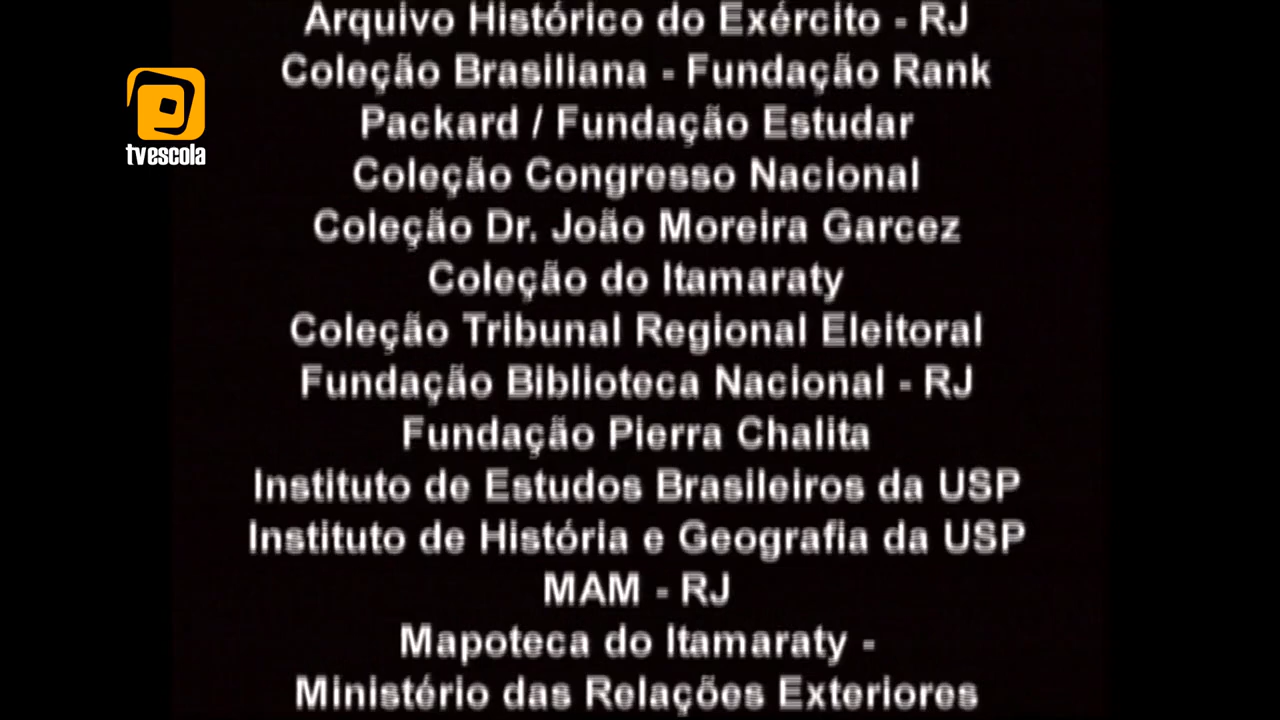 Arquivo Histórico do Exército - RJ
Coleção Brasiliana - Fundação Rank
Packard / Fundação Estudar
Coleção Congresso Nacional
Coleção Dr. João Moreira Garcez
Coleção do Itamaraty
Coleção Tribunal Regional Eleitoral
Fundação Biblioteca Nacional - RJ
Fundação Pierra Chalita
Instituto de Estudos Brasileiros da USP
Instituto de História e Geografia da USP
MAM - RJ
Mapoteca do Itamaraty -
Ministério das Relações Exteriores
tvescola